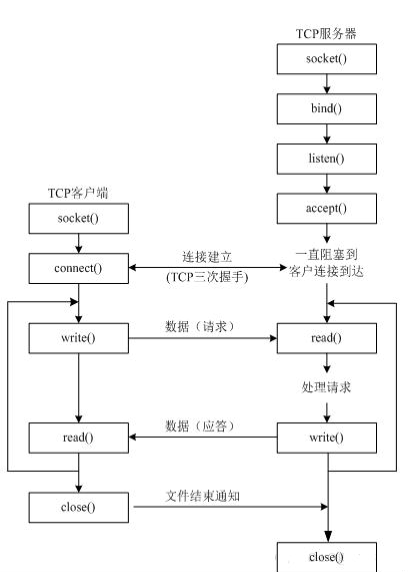 TCP服务器
socket()
bind()
listen()
accept()
TCP客户端
socket()
connect()
连接建立
(TCP三次握手)
一直阻塞到
客户连接到达
write()
数据（请求）
read()
处理请求
read()
数据（应答）
write()
close()
文件结束通知
close()